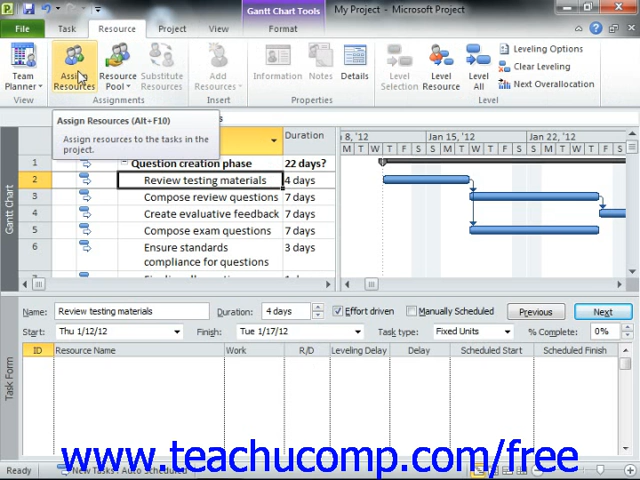 Gantt Chart Tools
My Project - Microsoft Project
File Task Resource Project View Format
Team Planner
Assign Resources
Resource Pool
Substitute Resources
Add Resources
Information
Notes
Details
Level Selection
Level Resource
Level All
Leveling Options
Clear Leveling
Next Overallocation
View Assignments Insert Properties Level
Assign Resources (Alt+F10)
Assign resources to the tasks in the project.
Duration
8, '12 Jan 15, '12 Jan 22, '12
M T W T F S S M T W T F S S M T W T F S
1 Question creation phase 22 days?
2 Review testing materials 4 days
3 Compose review questions 7 days
4 Create evaluative feedback 7 days
5 Compose exam questions 7 days
6 Ensure standards compliance for questions 3 days
Gantt Chart
Name: Review testing materials Duration: 4 days Effort driven Manually Scheduled Previous Next
Start: Thu 1/12/12 Finish: Tue 1/17/12 Task type: Fixed Units % Complete: 0%
ID Resource Name Work R/D Leveling Delay Delay Scheduled Start Scheduled Finish
Task Form
Ready New Tasks : Auto Scheduled
www.teachucomp.com/free